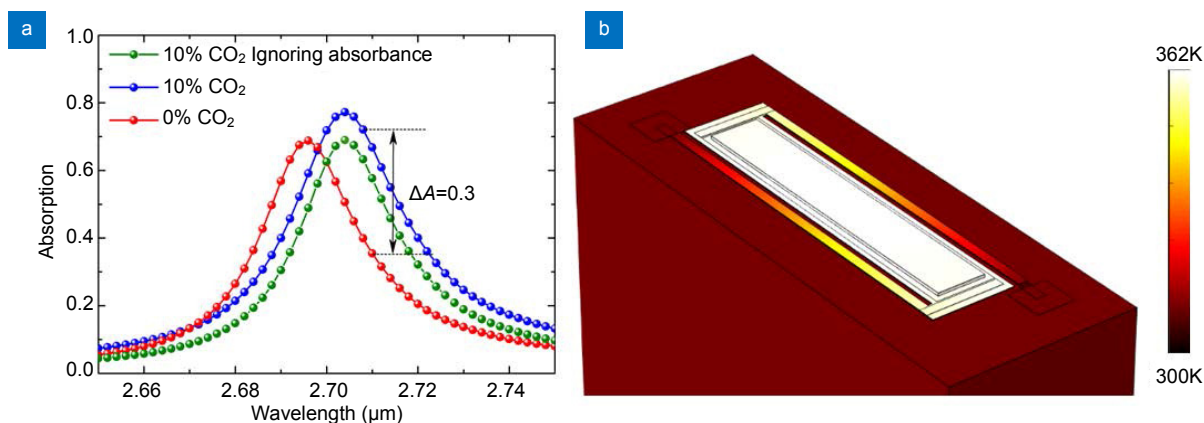 a
1.0
0.8
0.6
0.4
0.2
0.0
Absorption
10% CO₂ Ignoring absorbance
10% CO₂
0% CO₂
ΔA=0.3
2.66 2.68 2.70 2.72 2.74
Wavelength (µm)
b
362K
300K